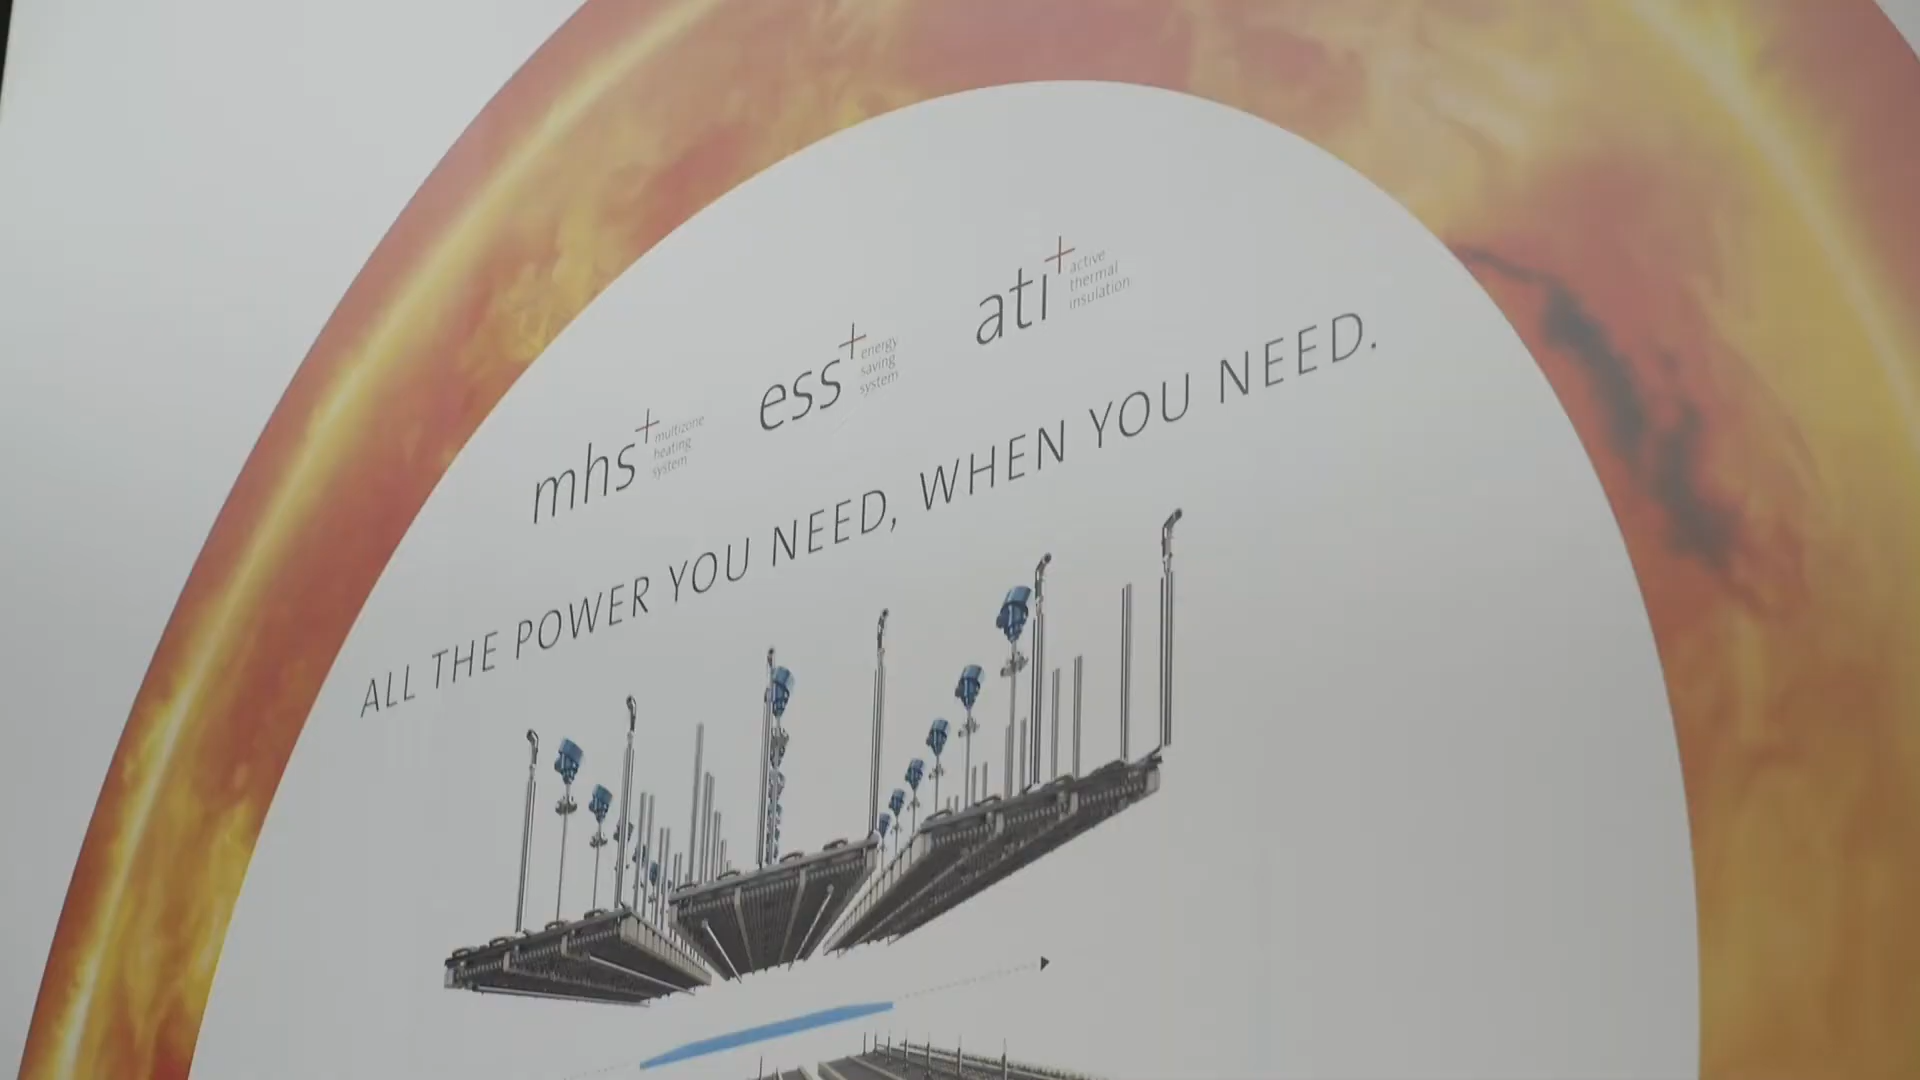 mhs+ multizone
heating
system
ess+ energy
saving
system
ati+ active
thermal
insulation
ALL THE POWER YOU NEED, WHEN YOU NEED.